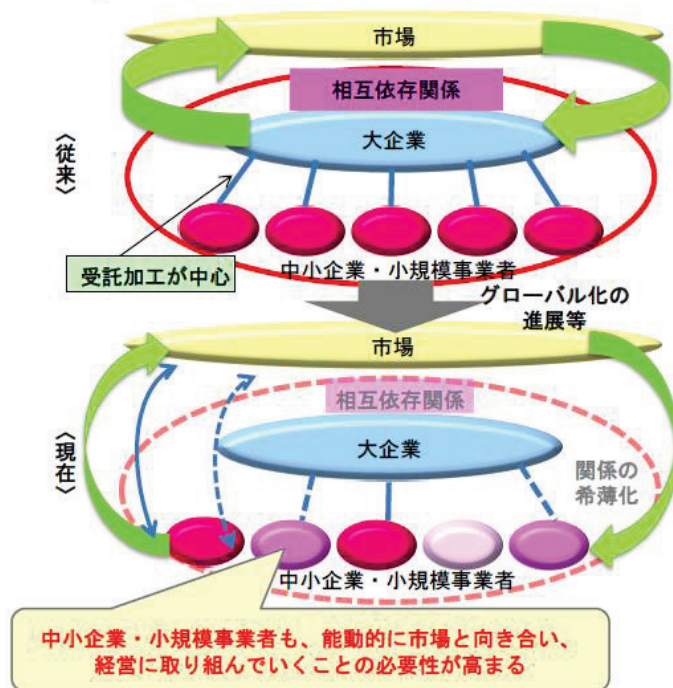 市場
相互依存関係
大企業
〈従来〉
受託加工が中心
中小企業・小規模事業者
グローバル化の
進展等
市場
相互依存関係
大企業
〈現在〉
関係の
希薄化
中小企業・小規模事業者
中小企業・小規模事業者も、能動的に市場と向き合い、
経営に取り組んでいくことの必要性が高まる